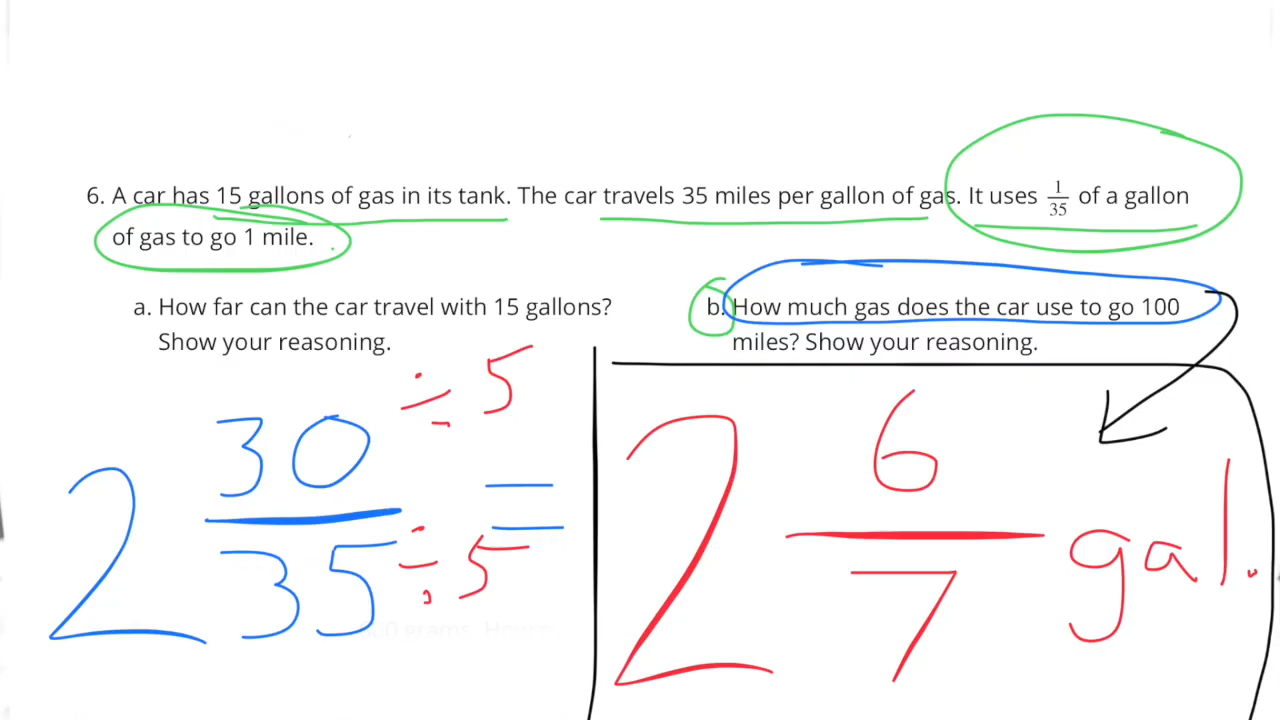 6. A car has 15 gallons of gas in its tank. The car travels 35 miles per gallon of gas. It uses 1/35 of a gallon
of gas to go 1 mile.
a. How far can the car travel with 15 gallons?
Show your reasoning.
b. How much gas does the car use to go 100
miles? Show your reasoning.
2 30/35 ÷ 5 ÷ 5 =
2 6/7 gal.